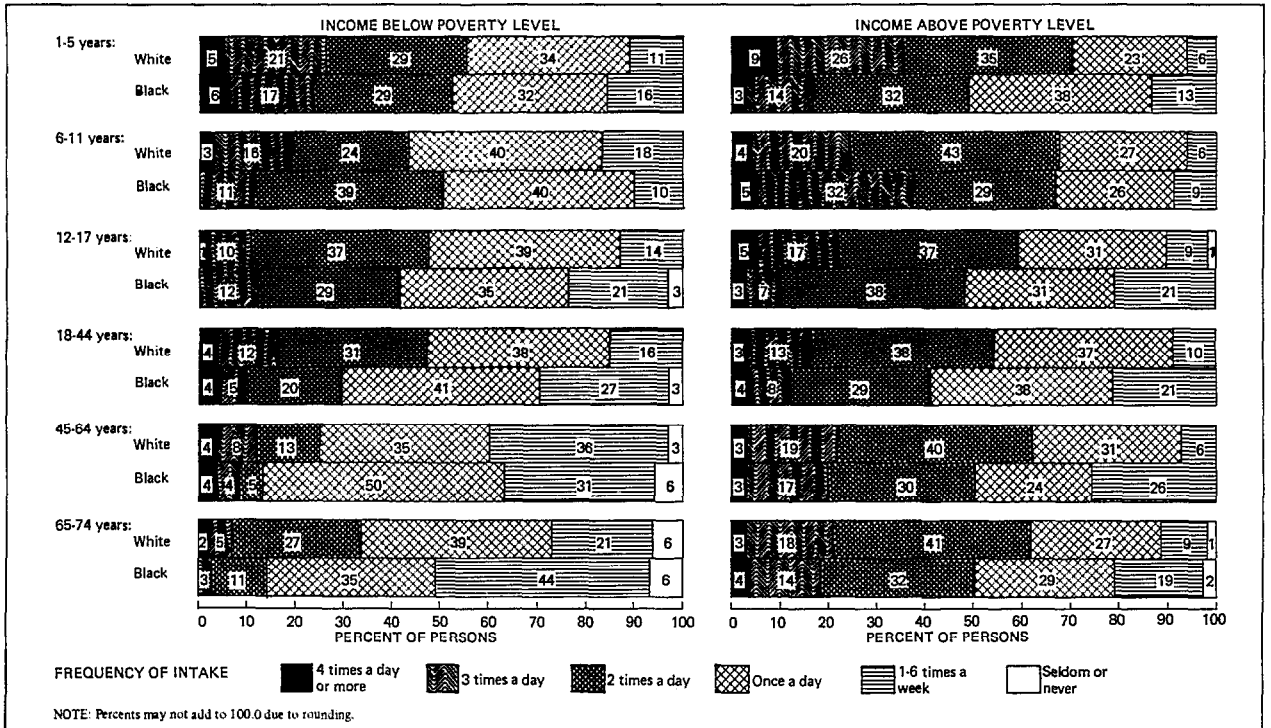 INCOME BELOW POVERTY LEVEL INCOME ABOVE POVERTY LEVEL
1-5 years:
White 5 21 29 34 11 9 26 35 23 6
Black 6 17 29 32 16 3 14 32 38 13
6-11 years:
White 3 16 24 40 18 4 20 43 27 6
Black 11 39 40 10 5 32 29 26 9
12-17 years:
White 10 37 39 14 5 17 37 31 9 1
Black 12 29 35 21 3 3 7 38 31 21
18-44 years:
White 4 12 31 38 16 3 13 38 37 10
Black 4 5 20 41 27 3 4 8 29 38 21
45-64 years:
White 4 8 13 35 36 3 3 19 40 31 6
Black 4 4 5 50 31 6 3 17 30 24 26
65-74 years:
White 2 5 27 39 21 6 3 18 41 27 9 1
Black 3 11 35 44 6 4 14 32 29 19 2
0 10 20 30 40 50 60 70 80 90 100 0 10 20 30 40 50 60 70 80 90 100
PERCENT OF PERSONS PERCENT OF PERSONS
FREQUENCY OF INTAKE 4 times a day or more 3 times a day 2 times a day Once a day 1-6 times a week Seldom or never
NOTE: Percents may not add to 100.0 due to rounding.